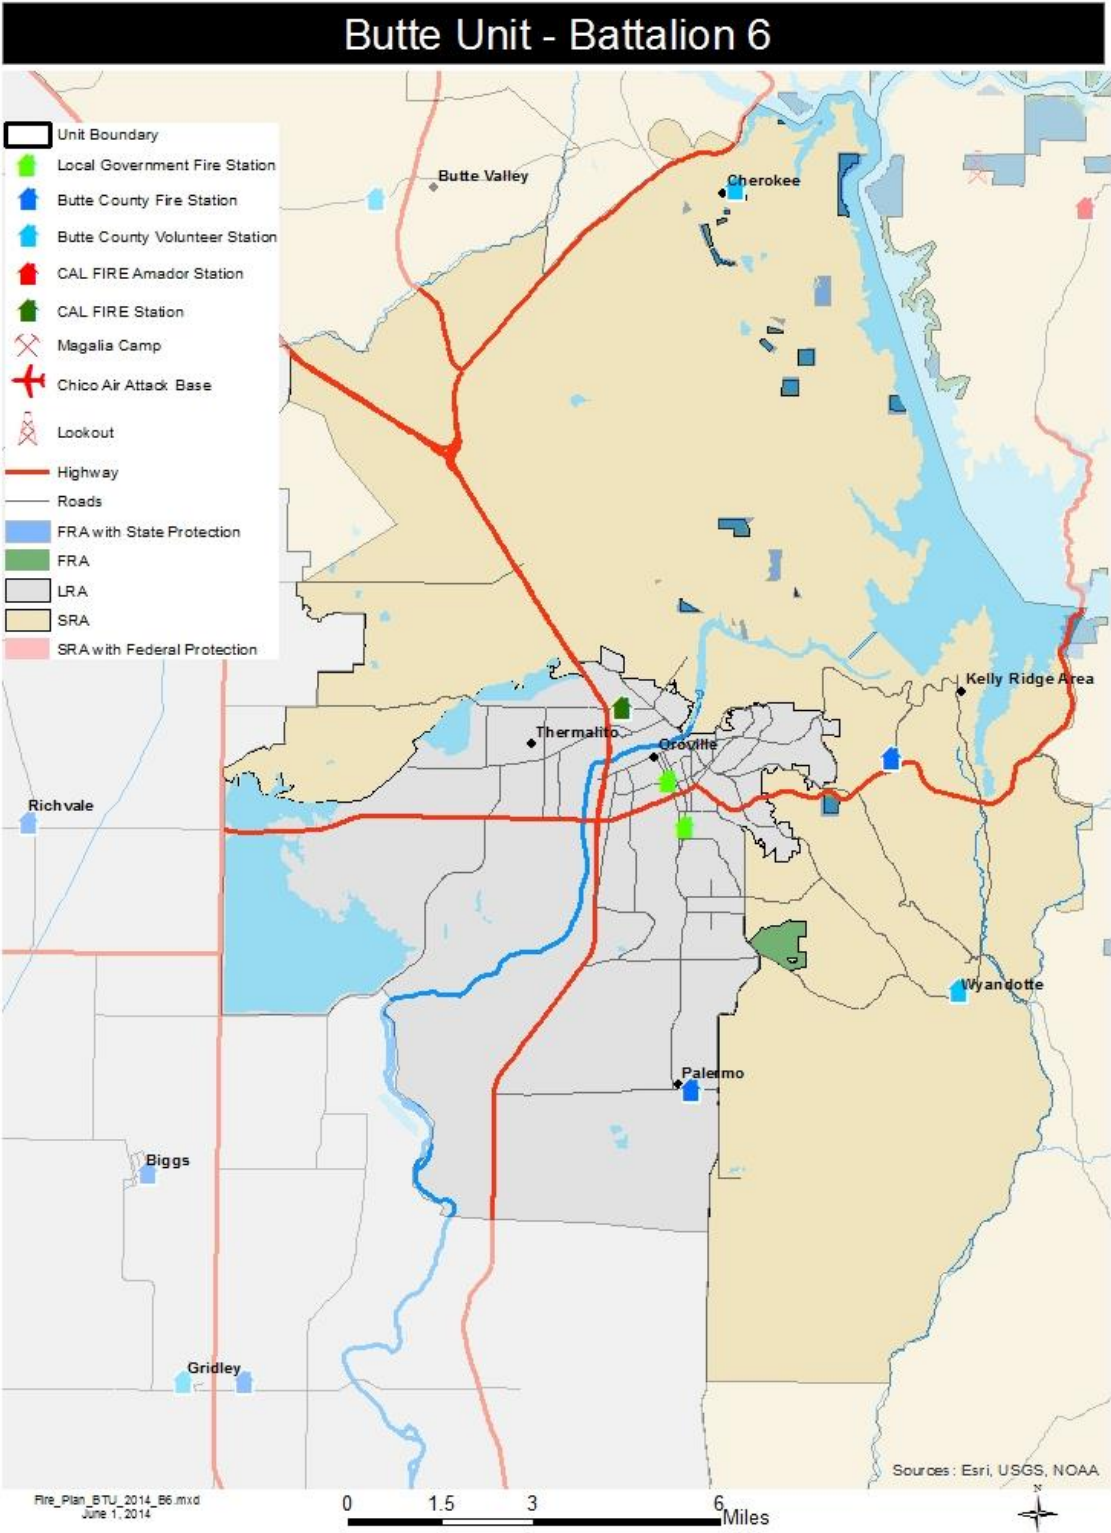 Butte Unit - Battalion 6
Unit Boundary
Local Government Fire Station
Butte County Fire Station
Butte County Volunteer Station
CAL FIRE Amador Station
CAL FIRE Station
Magalia Camp
Chico Air Attack Base
Lookout
Highway
Roads
FRA with State Protection
FRA
LRA
SRA
SRA with Federal Protection
Butte Valley
Cherokee
Kelly Ridge Area
Thermalito
Oroville
Richvale
Wyandotte
Palermo
Biggs
Gridley
Sources: Esri, USGS, NOAA
Fire_Plan_BTU_2014_B6.mxd
June 1, 2014
0 1.5 3 6
Miles
N